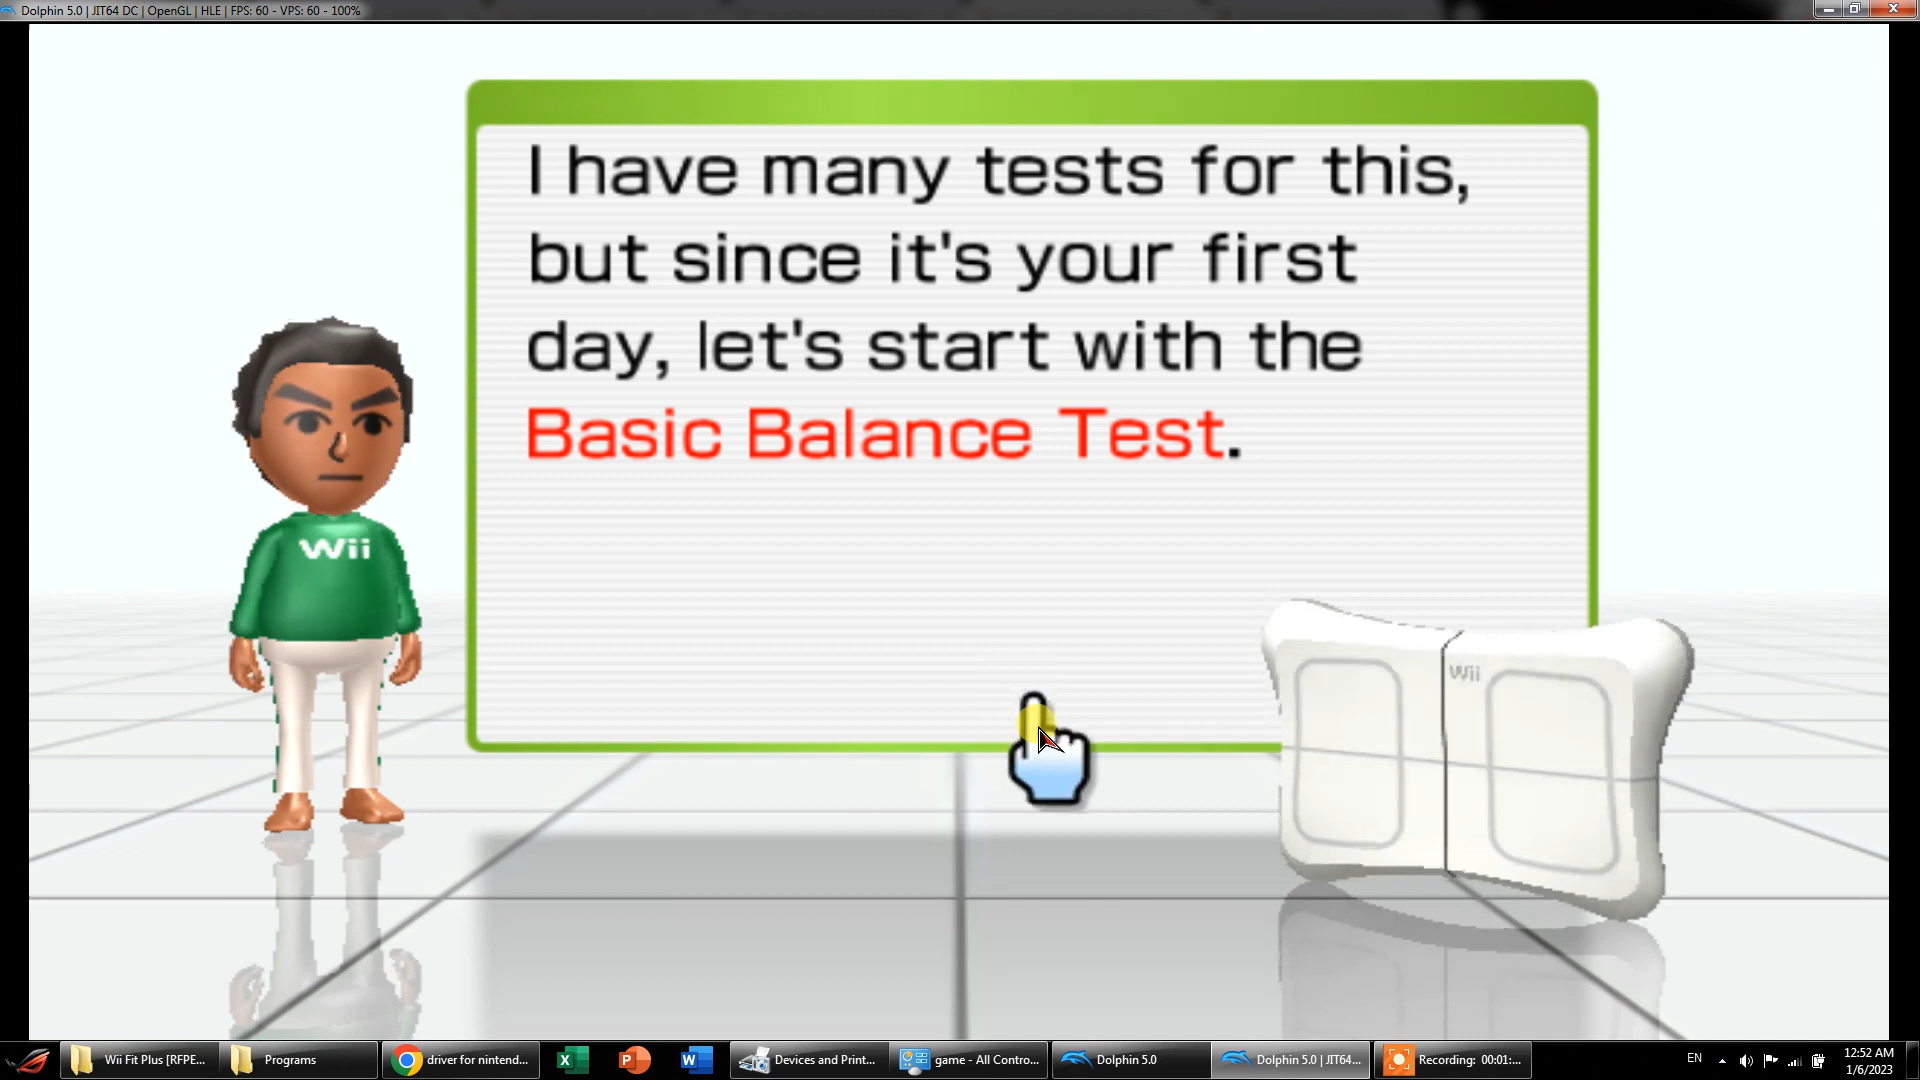 Dolphin 5.0 | JIT64 DC | OpenGL | HLE | FPS: 60 - VPS: 60 - 100%
I have many tests for this,
but since it's your first
day, let's start with the
Basic Balance Test.
Wii
Wii
Wii Fit Plus [RFPE...
Programs
driver for nintend...
Devices and Print...
game - All Contro...
Dolphin 5.0
Dolphin 5.0 | JIT64...
Recording: 00:01:...
EN
12:52 AM
1/6/2023